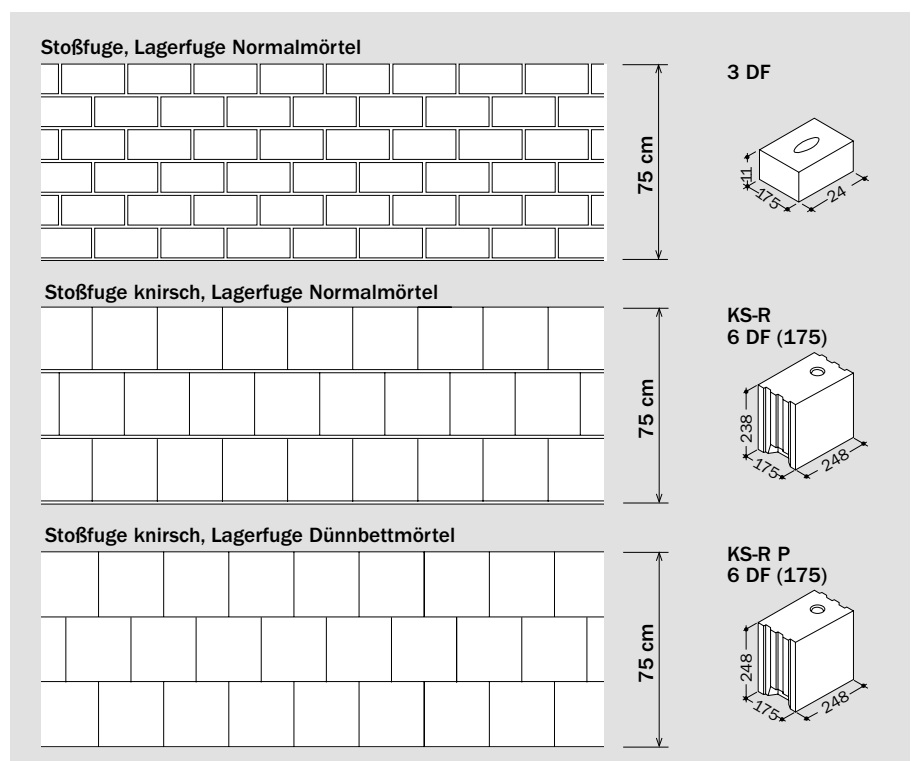 Stoßfuge, Lagerfuge Normalmörtel
75 cm
3 DF
11
175
24
Stoßfuge knirsch, Lagerfuge Normalmörtel
75 cm
KS-R
6 DF (175)
238
175
248
Stoßfuge knirsch, Lagerfuge Dünnbettmörtel
75 cm
KS-R P
6 DF (175)
248
175
248